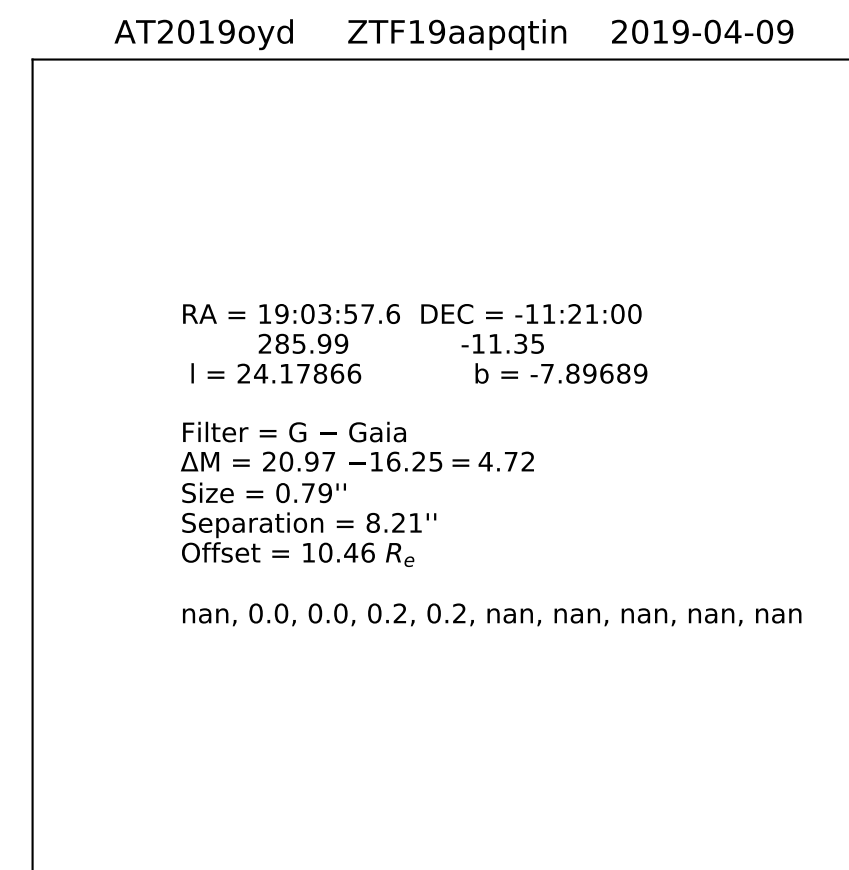 AT2019oyd ZTF19aapqtin 2019-04-09
RA = 19:03:57.6 DEC = -11:21:00
285.99 -11.35
l = 24.17866 b = -7.89689
Filter = G − Gaia
ΔM = 20.97 −16.25 = 4.72
Size = 0.79''
Separation = 8.21''
Offset = 10.46 Re
nan, 0.0, 0.0, 0.2, 0.2, nan, nan, nan, nan, nan